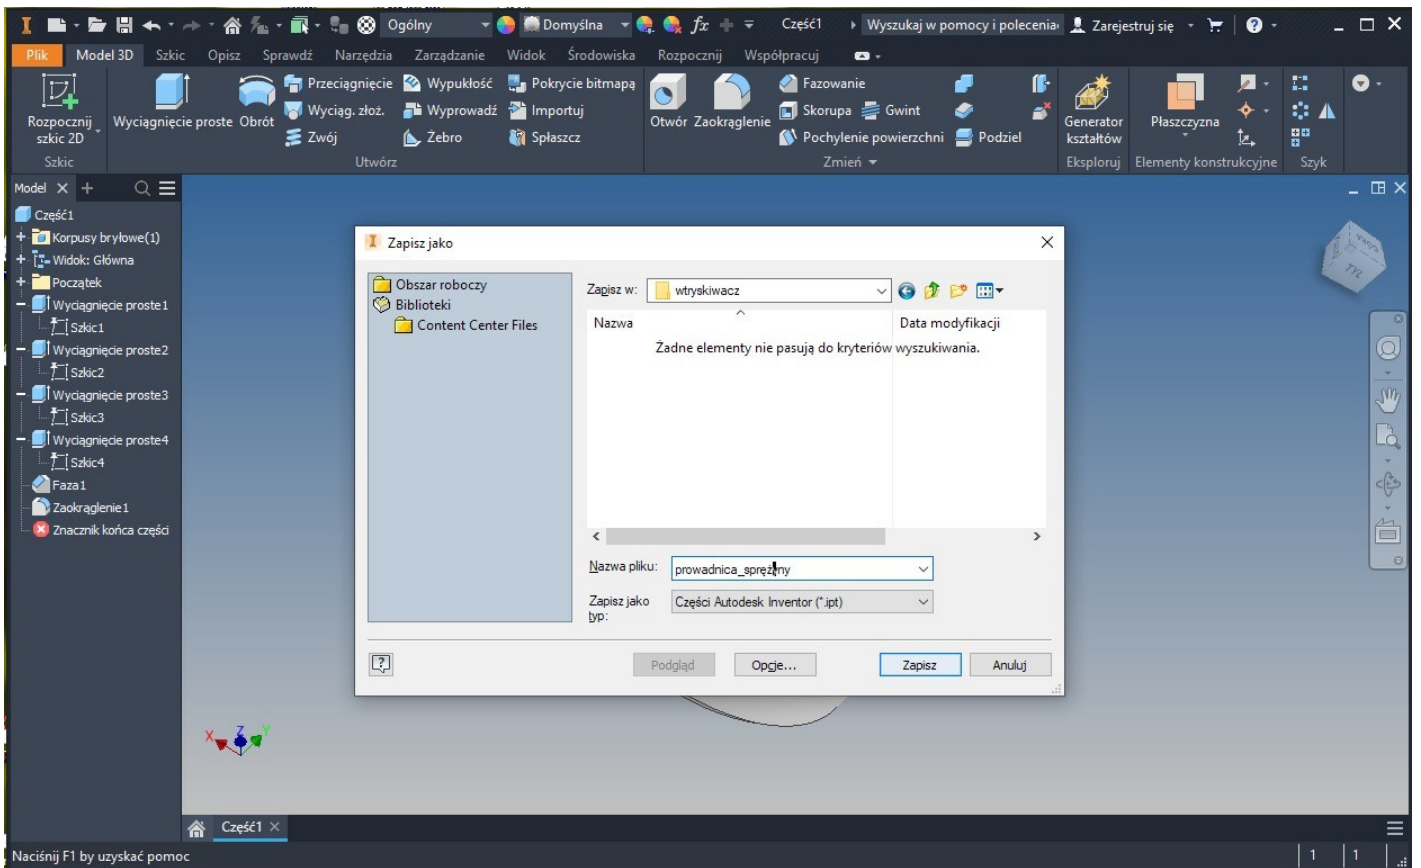 Ogólny
Domyślna
fx
Część1
Wyszukaj w pomocy i polecenia
Zarejestruj się
Plik Model 3D Szkic Opisz Sprawdź Narzędzia Zarządzanie Widok Środowiska Rozpocznij Współpracuj
Przeciągnięcie Wypukłość Pokrycie bitmapą Fazowanie
Rozpocznij szkic 2D
Wyciągnięcie proste Obrót Wyciąg. złoż. Wyprowadź Importuj
Otwór Zaokrąglenie Skorupa Gwint
Generator kształtów
Płaszczyzna
Zwój Żebro Spłaszcz Pochylenie powierzchni Podziel
Szkic Utwórz Zmień Eksploruj Elementy konstrukcyjne Szyk
Model
Część1
Korpusy bryłowe(1)
Widok: Główna
Początek
Wyciągnięcie proste1
Szkic1
Wyciągnięcie proste2
Szkic2
Wyciągnięcie proste3
Szkic3
Wyciągnięcie proste4
Szkic4
Faza1
Zaokrąglenie1
Znacznik końca części
Zapisz jako
Obszar roboczy
Biblioteki
Content Center Files
Zapisz w: wtryskiwacz
Nazwa Data modyfikacji
Żadne elementy nie pasują do kryteriów wyszukiwania.
Nazwa pliku: prowadnica_sprężyny
Zapisz jako typ: Części Autodesk Inventor (*.ipt)
Podgląd Opcje... Zapisz Anuluj
X Z Y
Część1
Naciśnij F1 by uzyskać pomoc
1 1